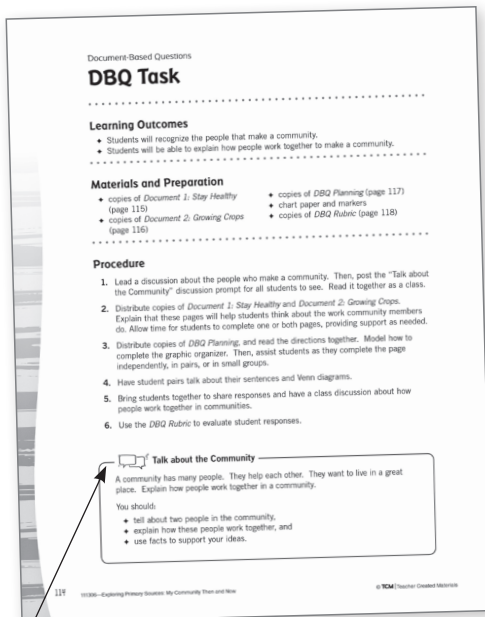 Document-Based Questions
DBQ Task
Learning Outcomes
✦ Students will recognize the people that make a community.
✦ Students will be able to explain how people work together to make a community.
Materials and Preparation
✦ copies of Document 1: Stay Healthy
(page 115)
✦ copies of Document 2: Growing Crops
(page 116)
✦ copies of DBQ Planning (page 117)
✦ chart paper and markers
✦ copies of DBQ Rubric (page 118)
Procedure
1. Lead a discussion about the people who make a community. Then, post the "Talk about
the Community" discussion prompt for all students to see. Read it together as a class.
2. Distribute copies of Document 1: Stay Healthy and Document 2: Growing Crops.
Explain that these pages will help students think about the work community members
do. Allow time for students to complete one or both pages, providing support as needed.
3. Distribute copies of DBQ Planning, and read the directions together. Model how to
complete the graphic organizer. Then, assist students as they complete the page
independently, in pairs, or in small groups.
4. Have student pairs talk about their sentences and Venn diagrams.
5. Bring students together to share responses and have a class discussion about how
people work together in communities.
6. Use the DBQ Rubric to evaluate student responses.
Talk about the Community
A community has many people. They help each other. They want to live in a great
place. Explain how people work together in a community.
You should:
✦ tell about two people in the community,
✦ explain how these people work together, and
✦ use facts to support your ideas.
114 —Exploring Primary Sources: My Community Then and Now
© TCM | Teacher Created Materials